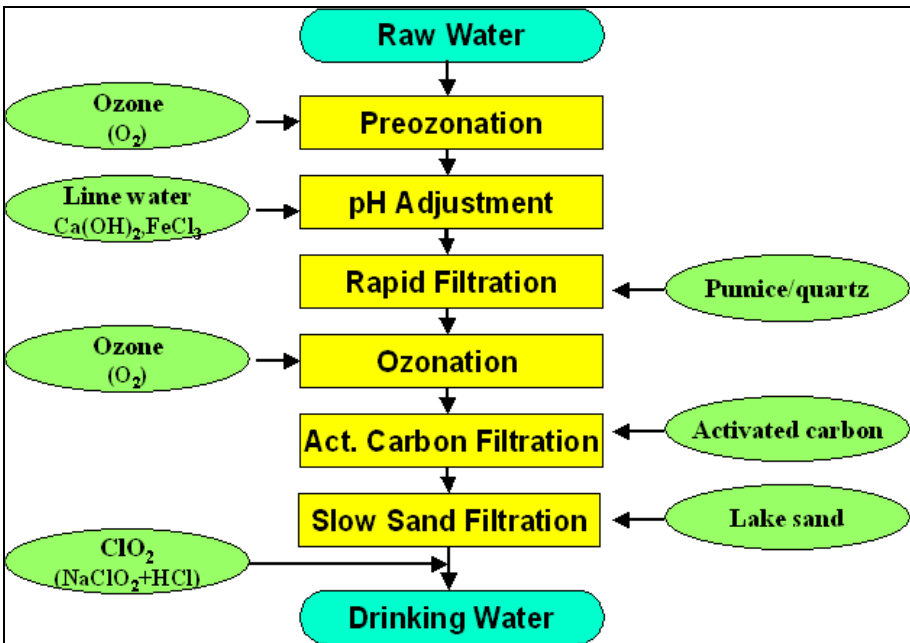 Raw Water
Ozone
(O₂)
Preozonation
Lime water
Ca(OH)₂,FeCl₃
pH Adjustment
Rapid Filtration
Pumice/quartz
Ozone
(O₂)
Ozonation
Act. Carbon Filtration
Activated carbon
Slow Sand Filtration
Lake sand
ClO₂
(NaClO₂+HCl)
Drinking Water